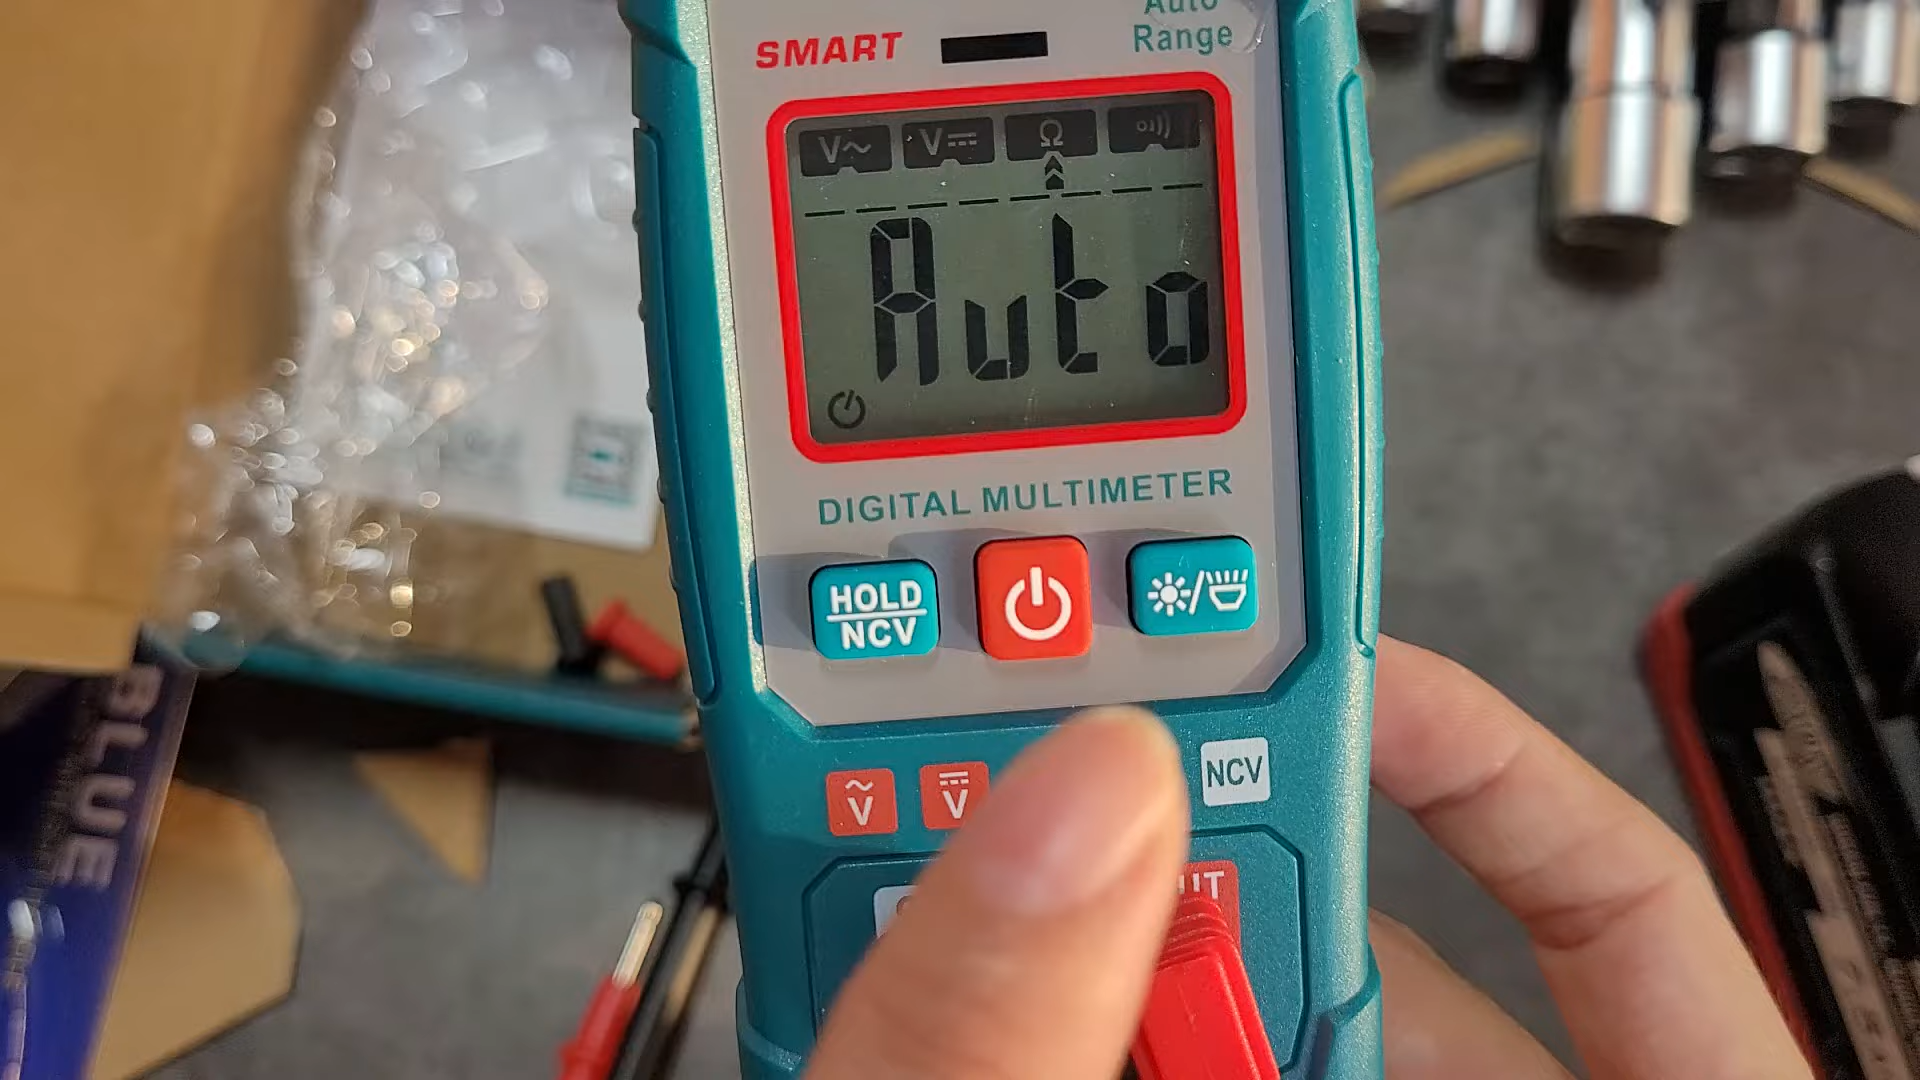 Auto
Range
SMART
V~ V⎓ Ω
Auto
DIGITAL MULTIMETER
HOLD
NCV
V V NCV
BLUE